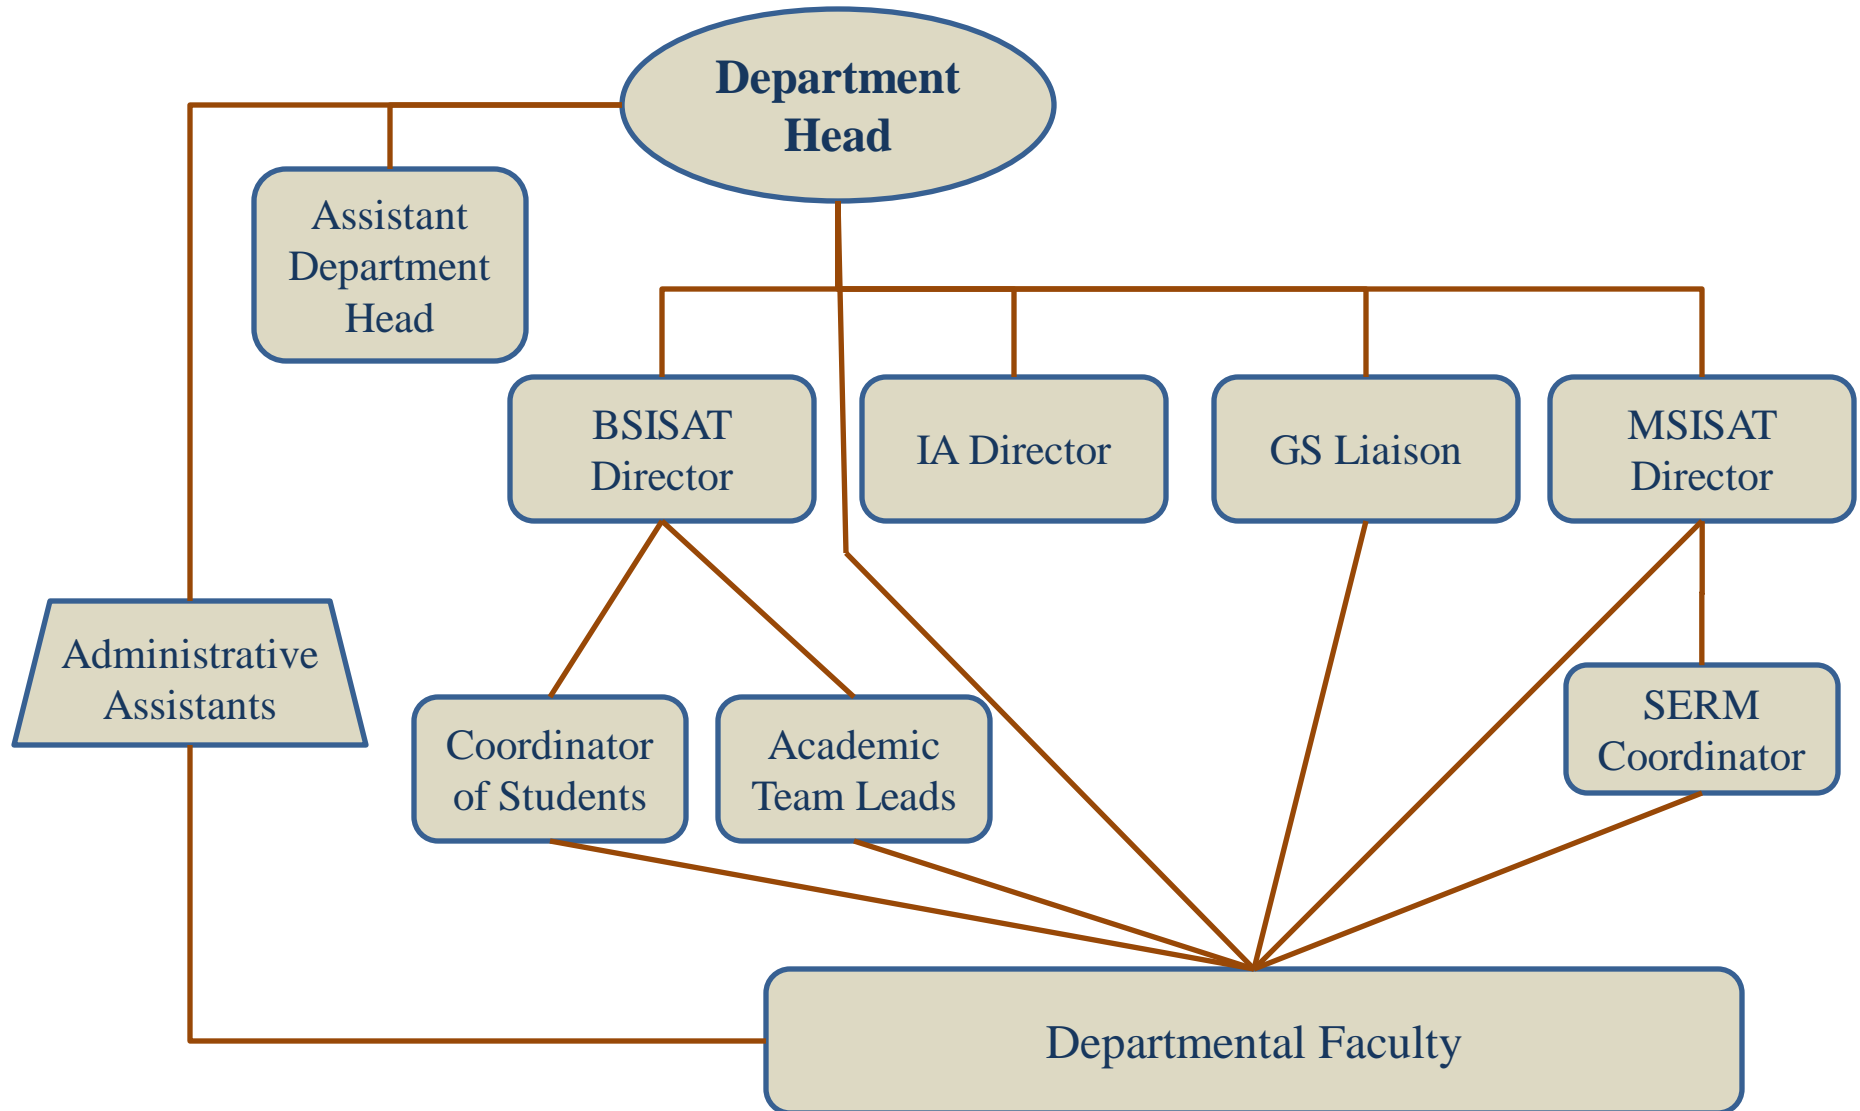 Department
Head
Assistant
Department
Head
BSISAT
Director
IA Director
GS Liaison
MSISAT
Director
Administrative
Assistants
Coordinator
of Students
Academic
Team Leads
SERM
Coordinator
Departmental Faculty